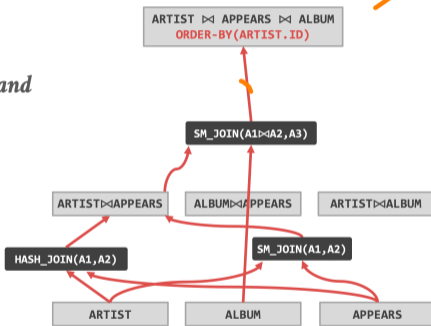 ARTIST ⋈ APPEARS ⋈ ALBUM
ORDER-BY(ARTIST.ID)
and
SM_JOIN(A1⋈A2,A3)
ARTIST⋈APPEARS
ALBUM⋈APPEARS
ARTIST⋈ALBUM
HASH_JOIN(A1,A2)
SM_JOIN(A1,A2)
ARTIST
ALBUM
APPEARS